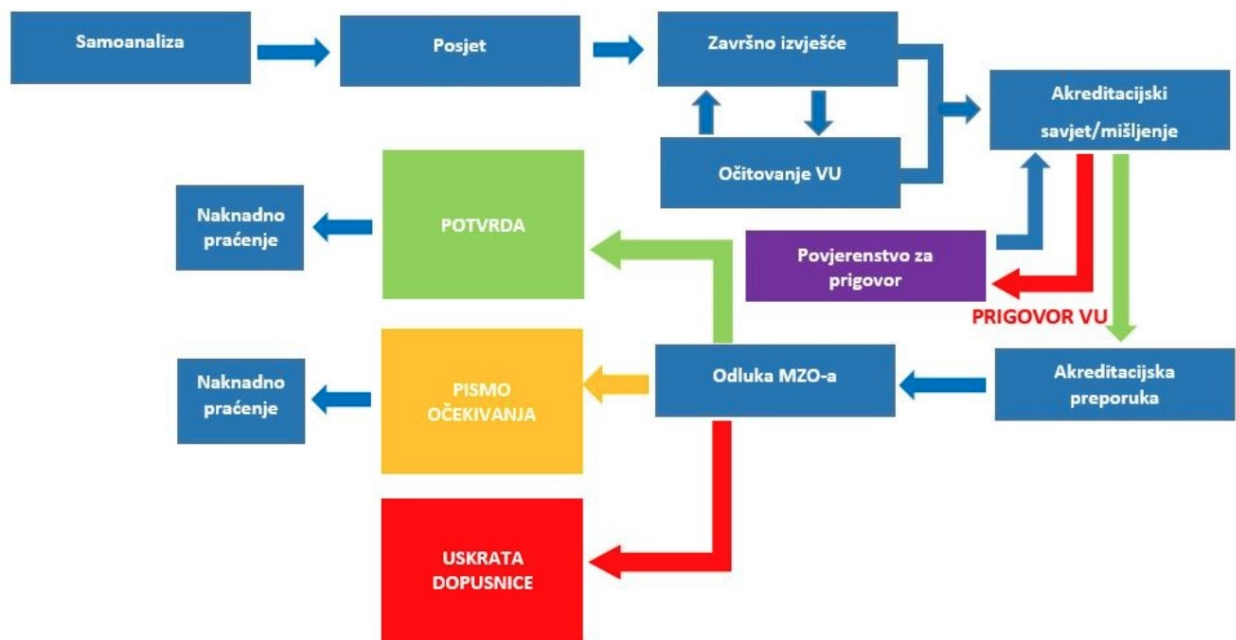 Samoanaliza
Posjet
Završno izvješće
Akreditacijski
savjet/mišljenje
Očitovanje VU
Naknadno
praćenje
POTVRDA
Povjerenstvo za
prigovor
PRIGOVOR VU
Naknadno
praćenje
PISMO
OČEKIVANJA
Odluka MZO-a
Akreditacijska
preporuka
USKRATA
DOPUSNICE